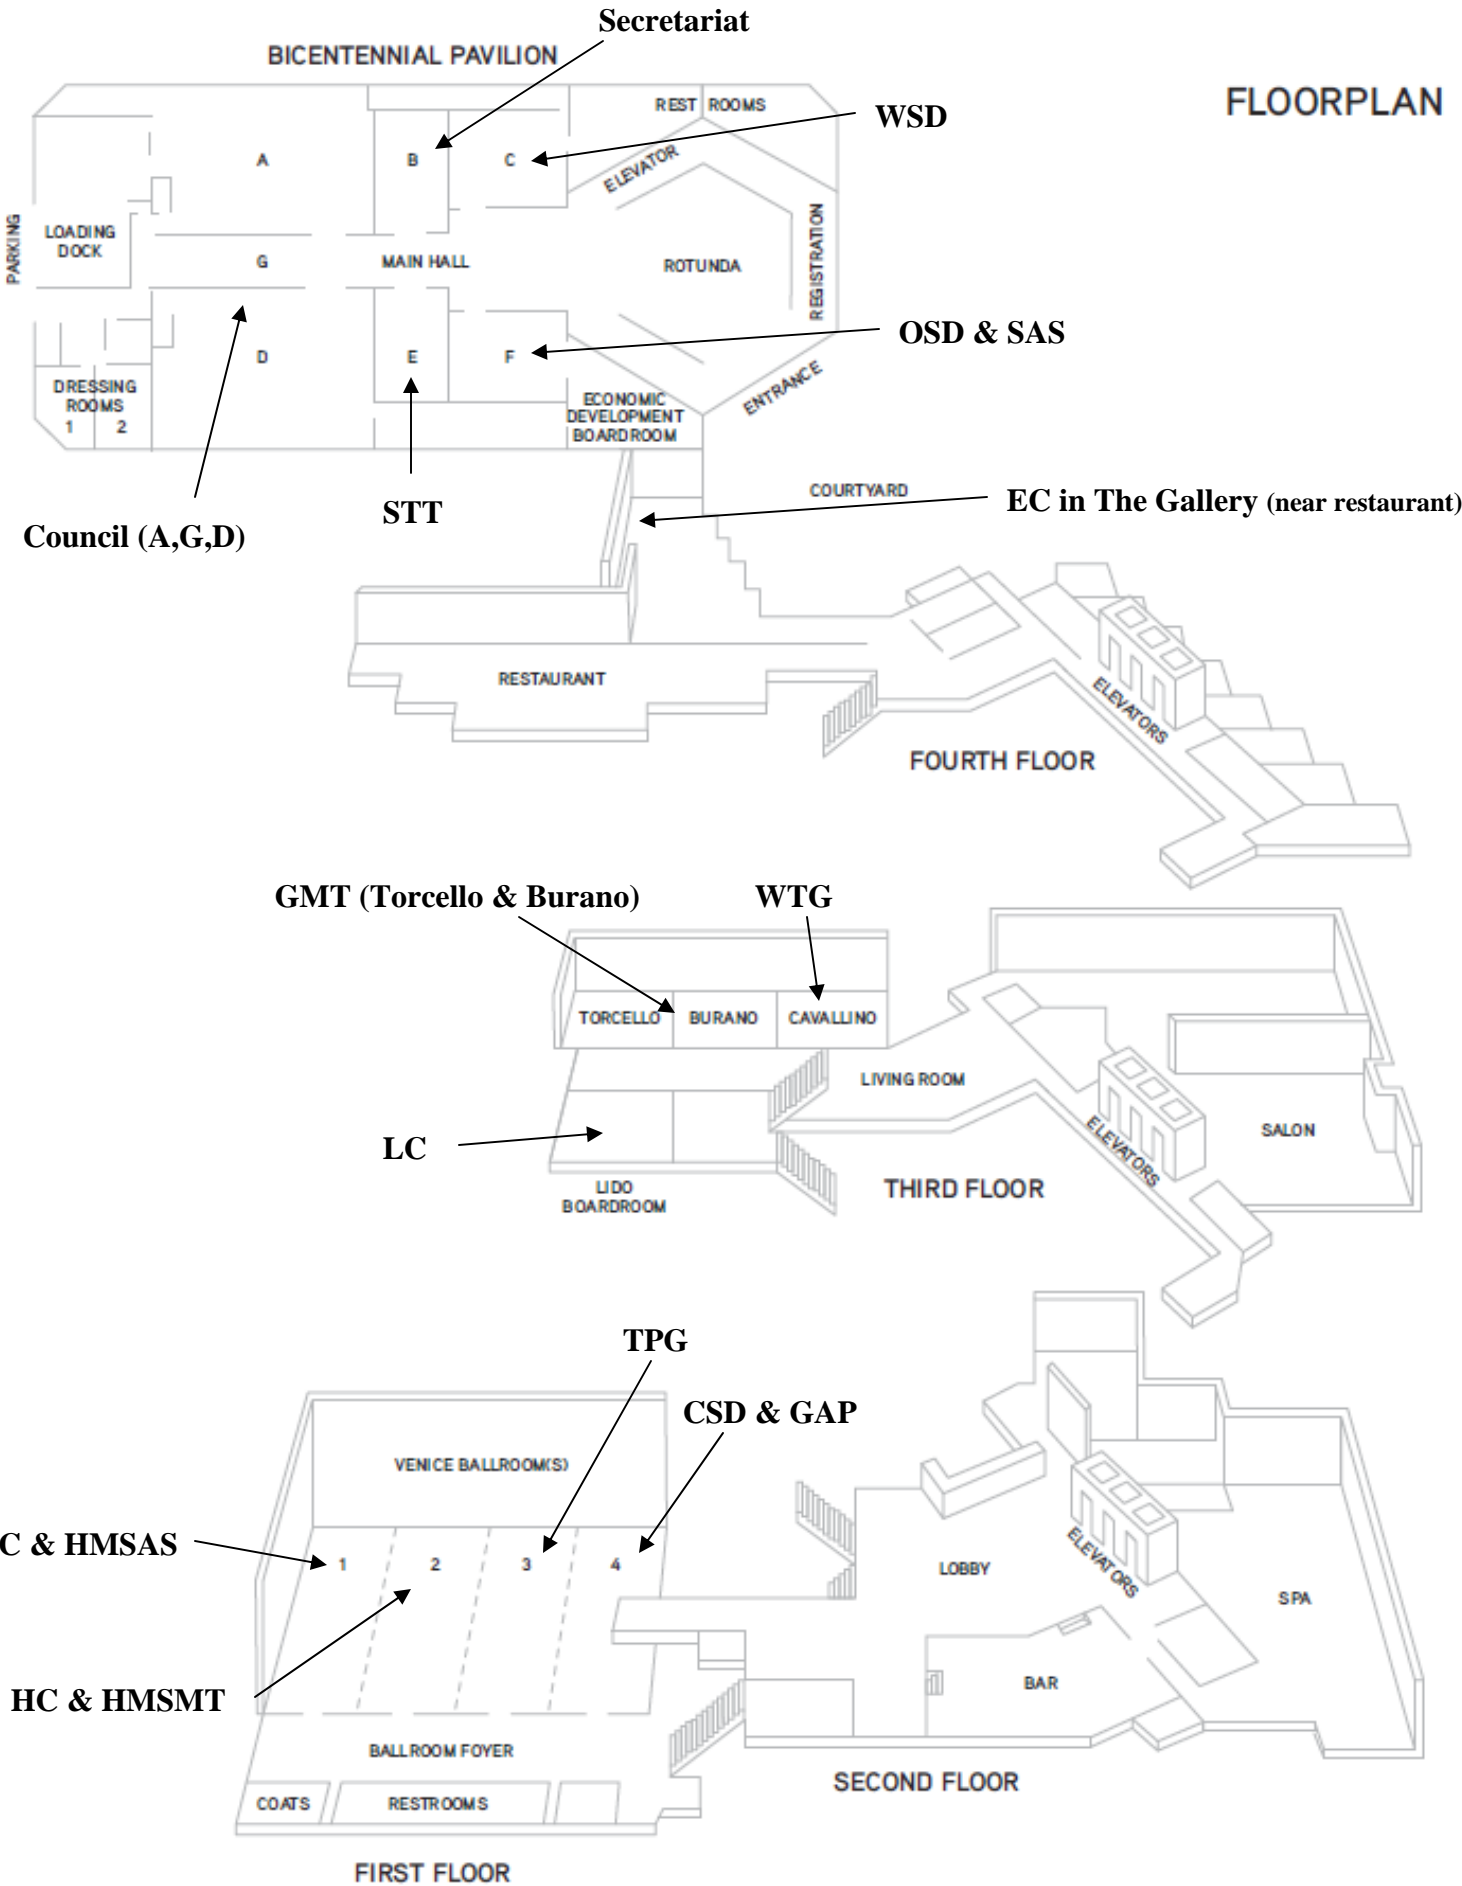 Secretariat
BICENTENNIAL PAVILION
FLOORPLAN
REST ROOMS
WSD
A
B
C
ELEVATOR
PARKING
LOADING
DOCK
G
MAIN HALL
ROTUNDA
REGISTRATION
OSD & SAS
D
E
F
ENTRANCE
DRESSING
ROOMS
1 2
ECONOMIC
DEVELOPMENT
BOARDROOM
COURTYARD
EC in The Gallery (near restaurant)
STT
Council (A,G,D)
RESTAURANT
ELEVATORS
FOURTH FLOOR
GMT (Torcello & Burano)
WTG
TORCELLO
BURANO
CAVALLINO
LIVING ROOM
LC
ELEVATORS
SALON
LIDO
BOARDROOM
THIRD FLOOR
TPG
CSD & GAP
VENICE BALLROOM(S)
C & HMSAS
1
2
3
4
LOBBY
ELEVATORS
SPA
HC & HMSMT
BAR
BALLROOM FOYER
SECOND FLOOR
COATS
RESTROOMS
FIRST FLOOR